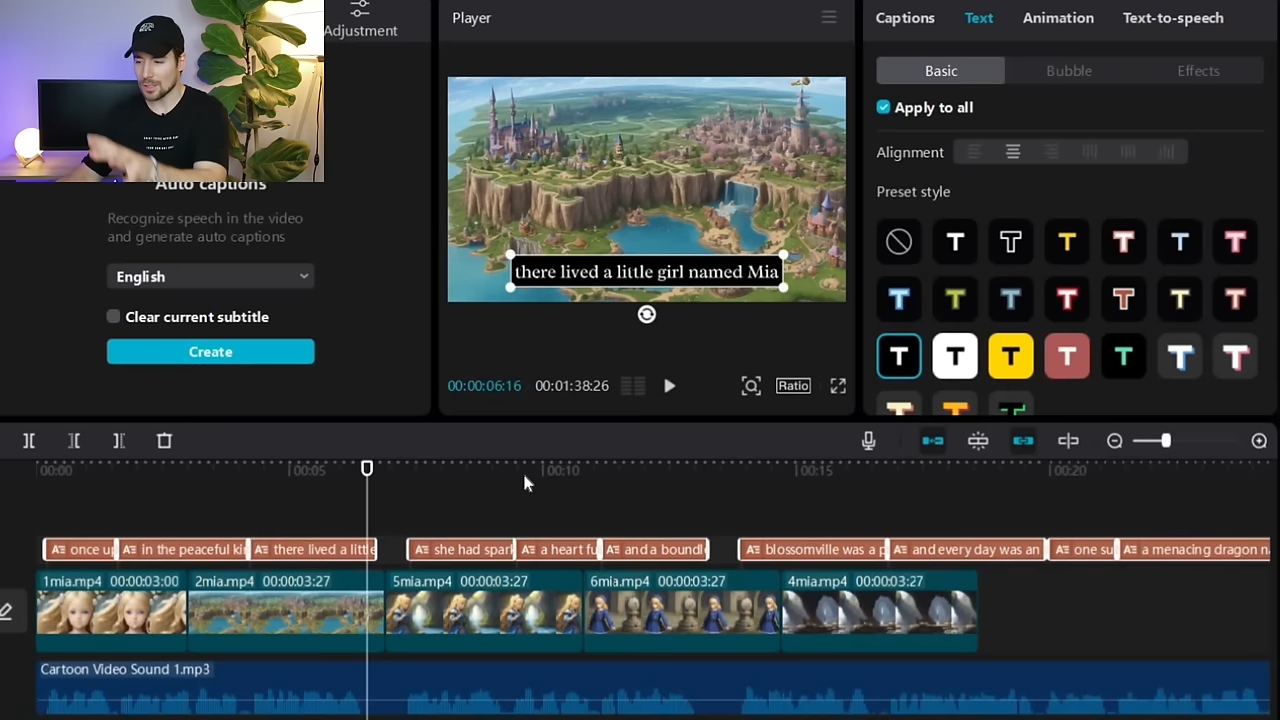 Adjustment
Auto captions
Recognize speech in the video
and generate auto captions
English
Clear current subtitle
Create
Player
there lived a little girl named Mia
00:00:06:16 00:01:38:26
Ratio
Captions Text Animation Text-to-speech
Basic Bubble Effects
Apply to all
Alignment
Preset style
00:00 00:05 00:10 00:15 00:20
once up in the peaceful ki there lived a little she had spark a heart fu and a boundl blossomville was a p and every day was an one su a menacing dragon n
1mia.mp4 00:00:03:00 2mia.mp4 00:00:03:27 5mia.mp4 00:00:03:27 6mia.mp4 00:00:03:27 4mia.mp4 00:00:03:27
Cartoon Video Sound 1.mp3